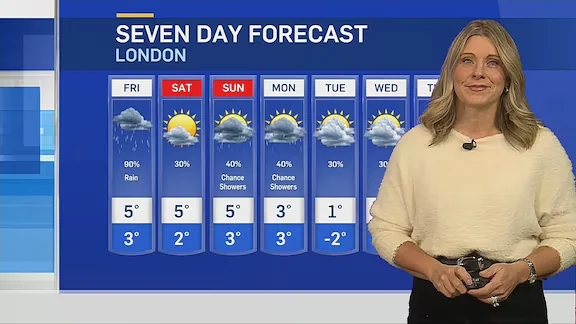 SEVEN DAY FORECAST
LONDON
FRI SAT SUN MON TUE WED
90% 30% 40% 40% 30%
Rain Chance Chance
Showers Showers
5° 5° 5° 3° 1°
3° 2° 3° 3° -2°